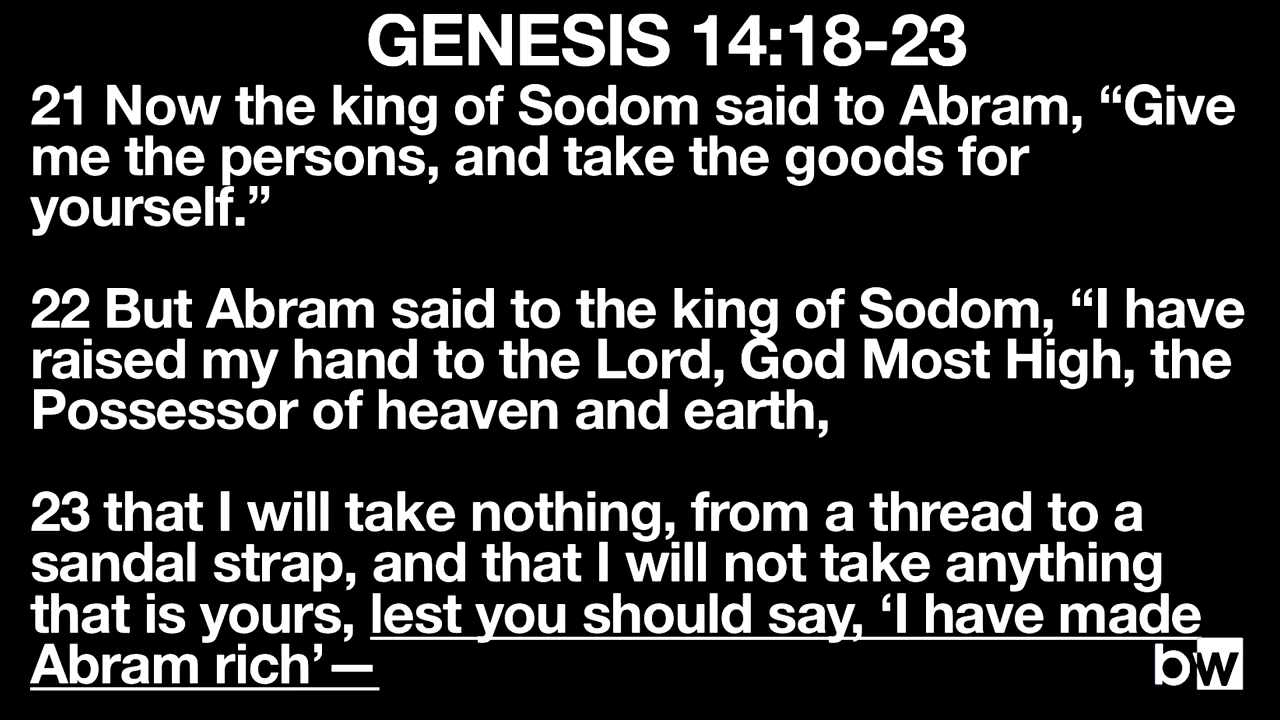 GENESIS 14:18-23
21 Now the king of Sodom said to Abram, “Give
me the persons, and take the goods for
yourself.”
22 But Abram said to the king of Sodom, “I have
raised my hand to the Lord, God Most High, the
Possessor of heaven and earth,
23 that I will take nothing, from a thread to a
sandal strap, and that I will not take anything
that is yours, lest you should say, ‘I have made
Abram rich’—
bw